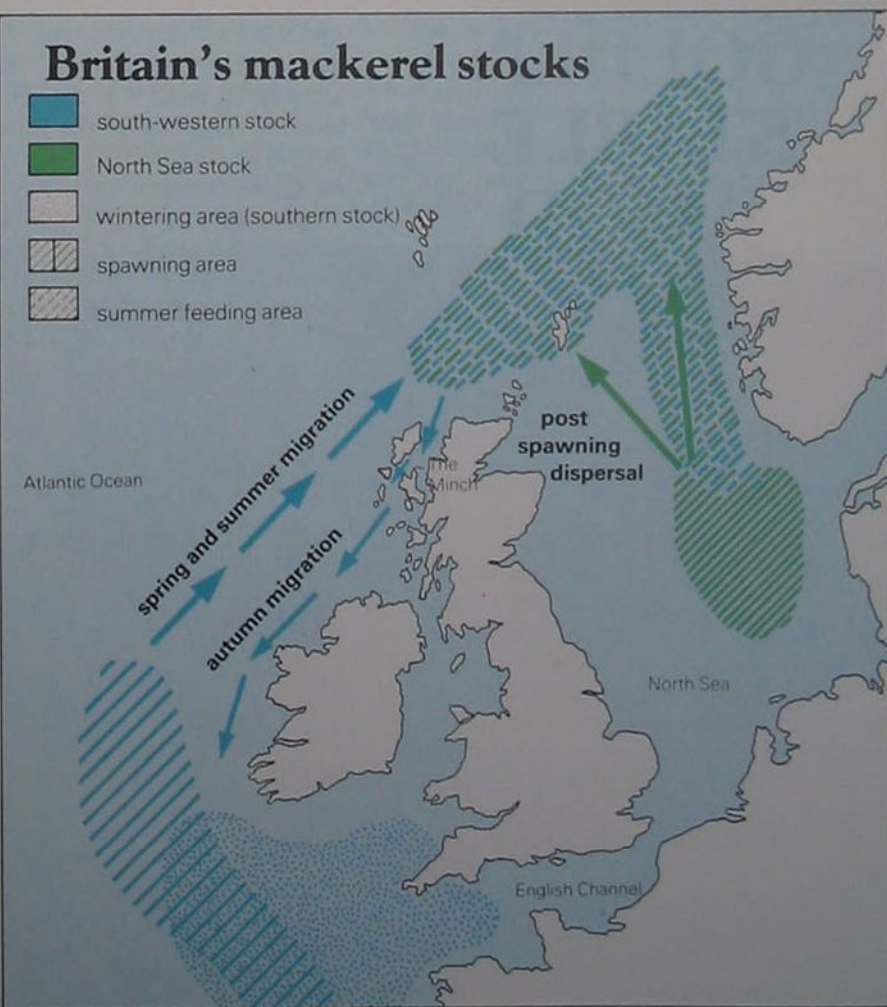 Britain's mackerel stocks
south-western stock
North Sea stock
wintering area (southern stock)
spawning area
summer feeding area
spring and summer migration
autumn migration
post
spawning
dispersal
Atlantic Ocean
The
Minch
North Sea
English Channel